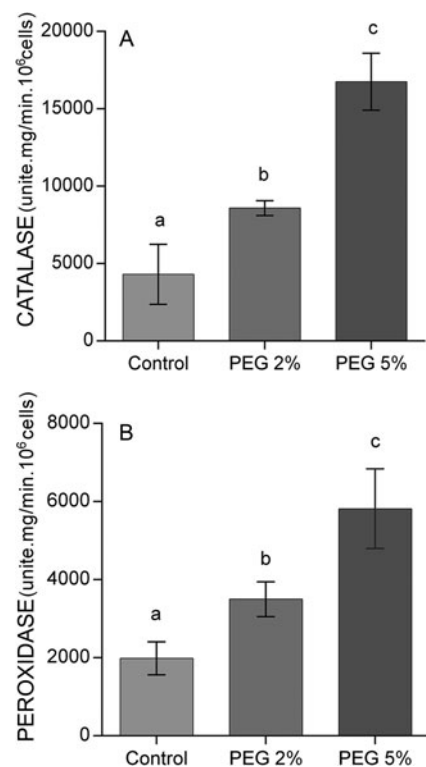 A
CATALASE (unite.mg/min.10⁶cells)
20000
15000
10000
5000
0
a
b
c
Control
PEG 2%
PEG 5%
B
PEROXIDASE (unite.mg/min.10⁶cells)
8000
6000
4000
2000
0
a
b
c
Control
PEG 2%
PEG 5%